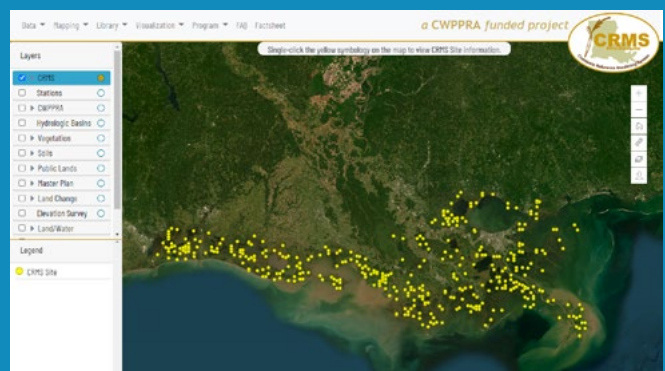 Data Mapping Library Visualization Program FAQ Factsheet
a CWPPRA funded project
CRMS
Single-click the yellow symbology on the map to view CRMS Site Information.
Layers
CRMS
Stations
CWPPRA
Hydrologic Basins
Vegetation
Soils
Public Lands
Master Plan
Land Change
Elevation Survey
Land/Water
Legend
CRMS Site